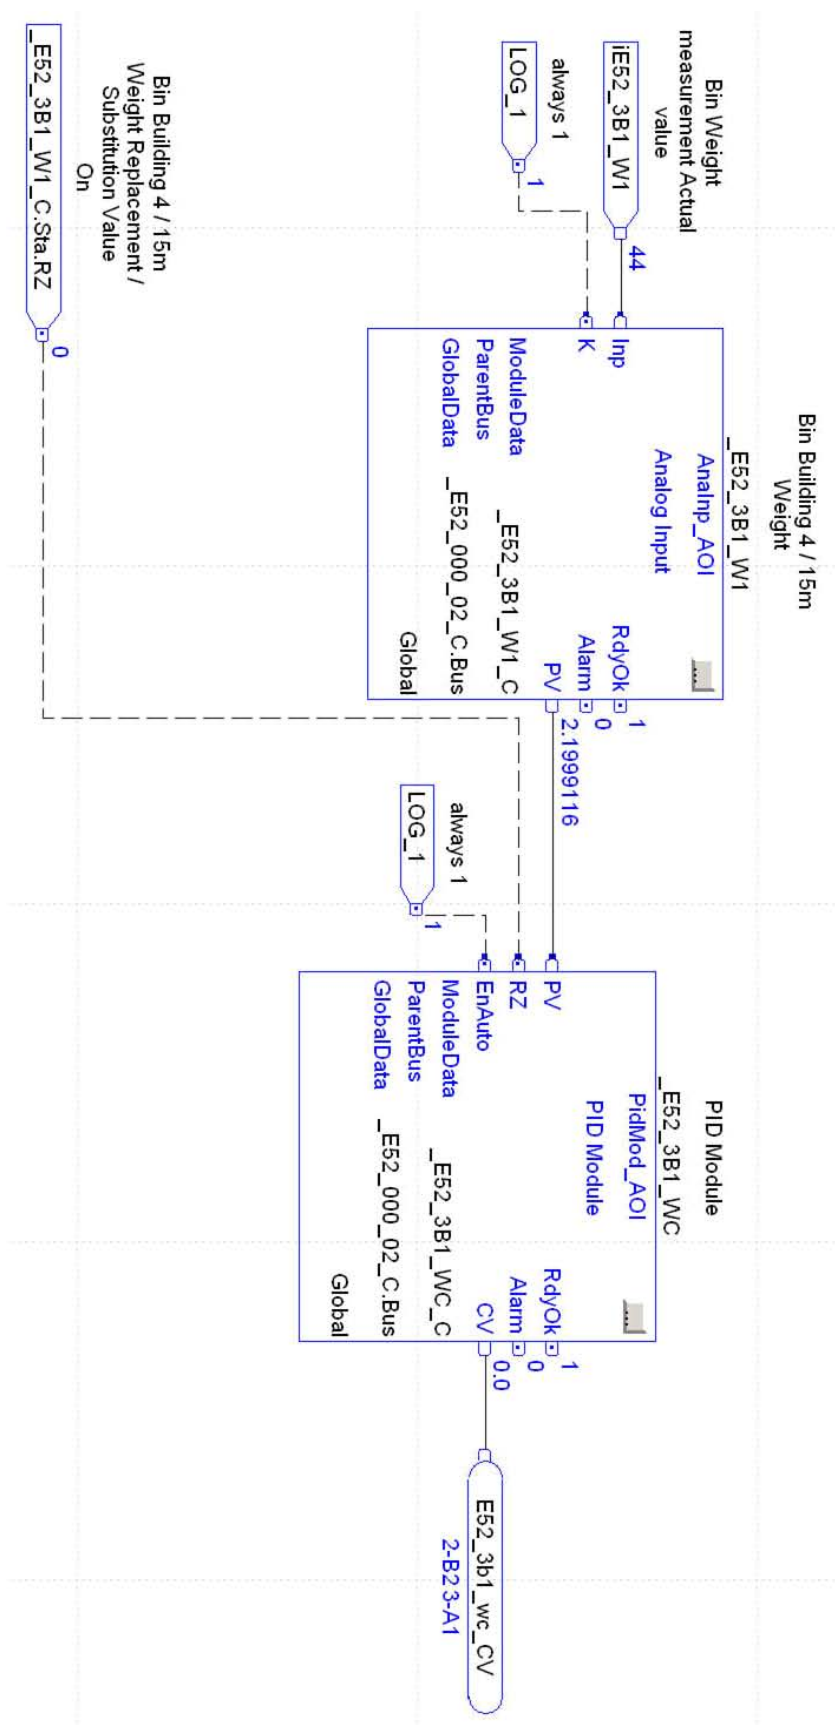 Bin Building 4 / 15m
Weight
_E52_3B1_W1
AnaInp_AOI
Analog Input
...
Bin Weight
measurement Actual
value
iE52_3B1_W1
44
Inp
RdyOk
1
always 1
LOG_1
1
K
Alarm
0
PV
2.1999116
ModuleData
_E52_3B1_W1_C
ParentBus
_E52_000_02_C.Bus
GlobalData
Global
Bin Building 4 / 15m
Weight Replacement /
Substitution Value
On
_E52_3B1_W1_C.Sta.RZ
0
PID Module
_E52_3B1_WC
PidMod_AOI
PID Module
...
PV
RdyOk
1
RZ
Alarm
0
always 1
LOG_1
1
EnAuto
CV
0.0
ModuleData
_E52_3B1_WC_C
ParentBus
_E52_000_02_C.Bus
GlobalData
Global
E52_3b1_wc_CV
2-B23-A1